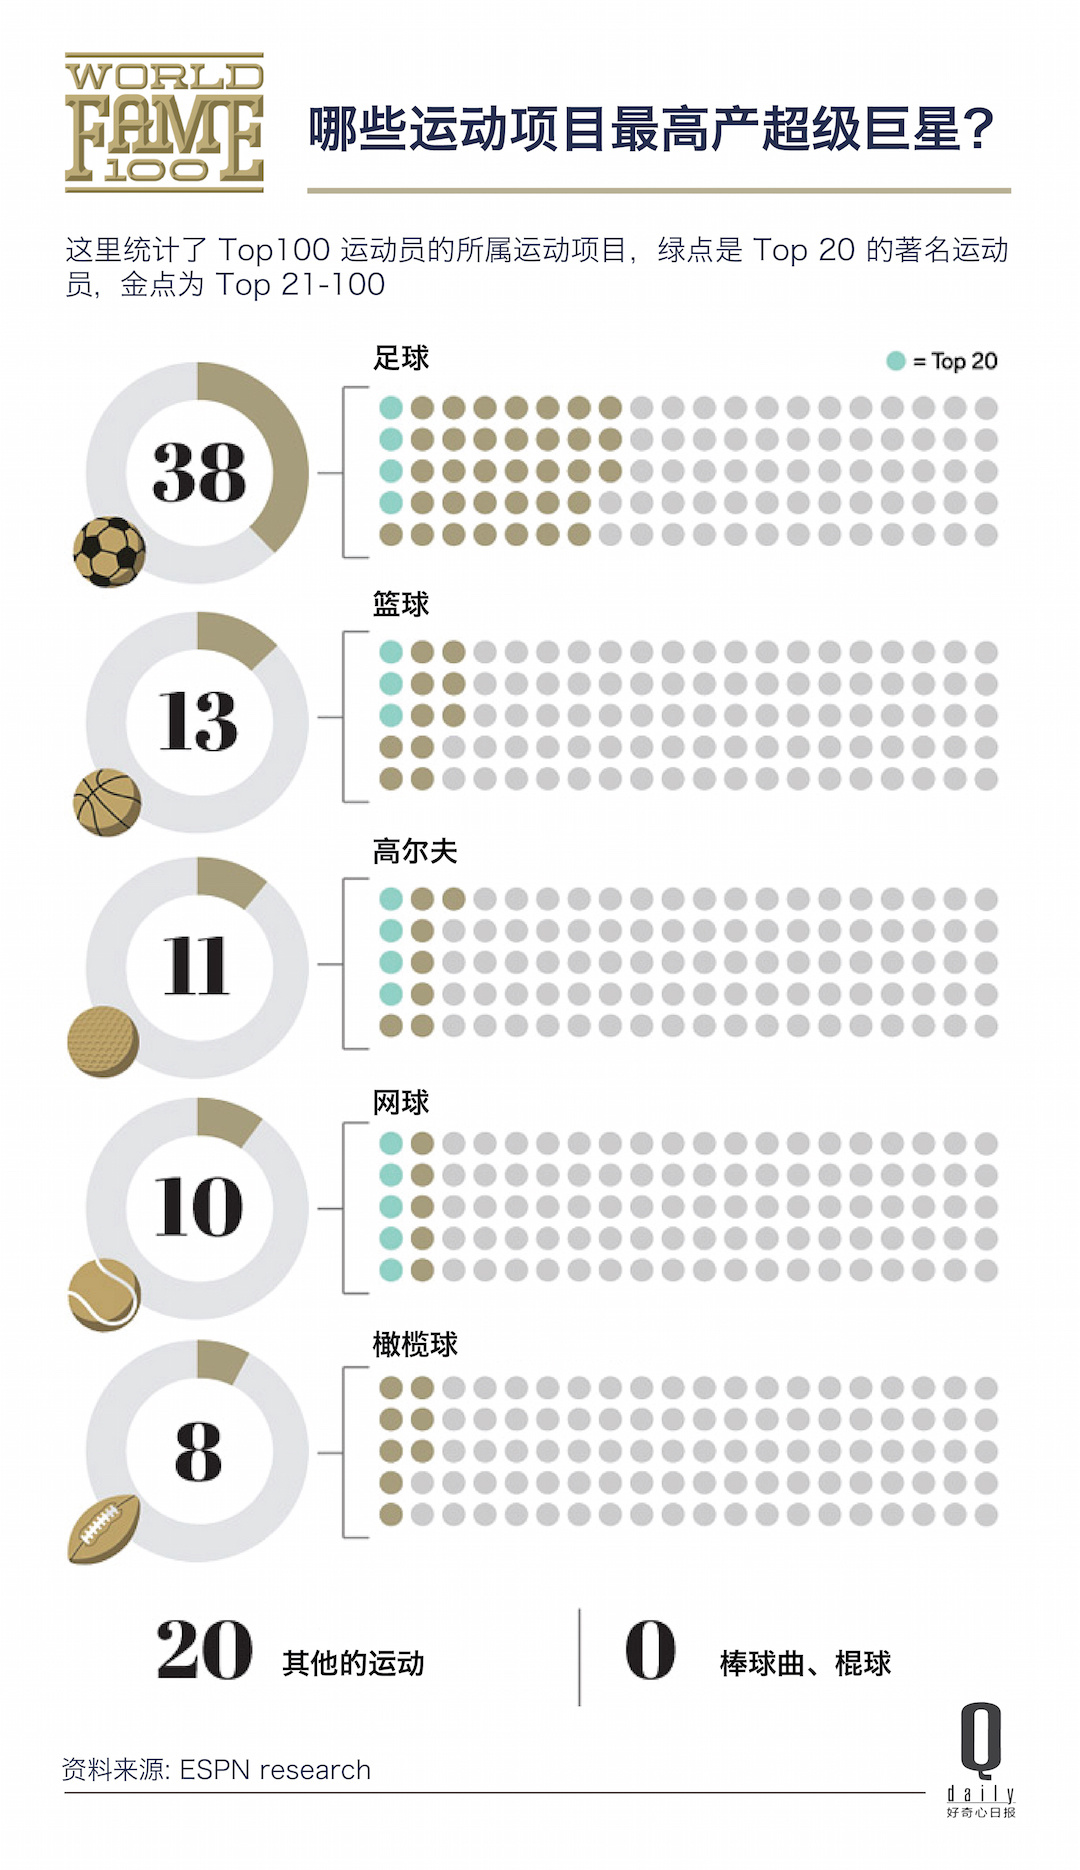 WORLD
FAME
100
哪些运动项目最高产超级巨星?
这里统计了 Top100 运动员的所属运动项目，绿点是 Top 20 的著名运动
员，金点为 Top 21-100
足球
= Top 20
38
篮球
13
高尔夫
11
网球
10
橄榄球
8
20 其他的运动
0 棒球曲、棍球
资料来源: ESPN research
Q
daily
好奇心日报